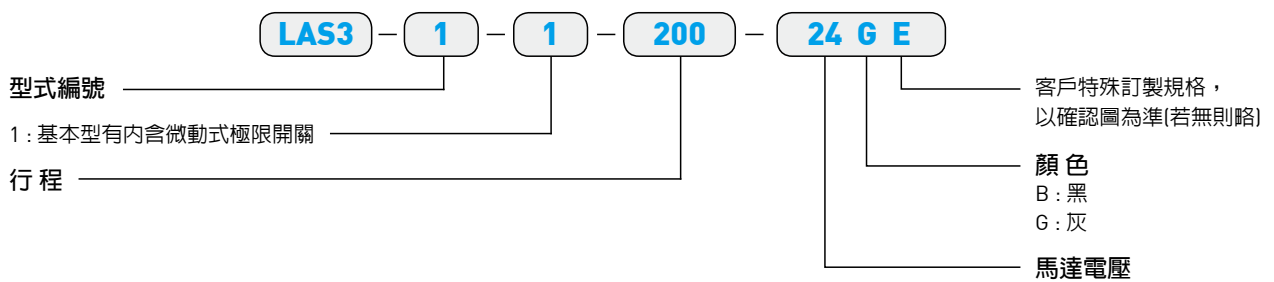 LAS3 - 1 - 1 - 200 - 24 G E
型式編號
1 : 基本型有內含微動式極限開關
行 程
客戶特殊訂製規格，
以確認圖為準(若無則略)
顏 色
B : 黑
G : 灰
馬達電壓